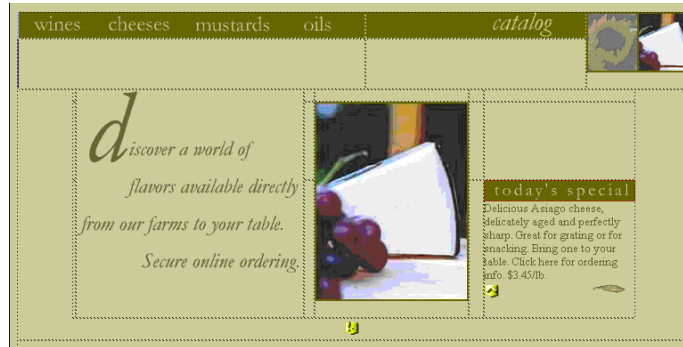 wines cheeses mustards oils catalog
discover a world of
flavors available directly
from our farms to your table.
Secure online ordering.
today's special
Delicious Asiago cheese,
delicately aged and perfectly
sharp. Great for grating or for
snacking. Bring one to your
table. Click here for ordering
info. $3.45/lb.